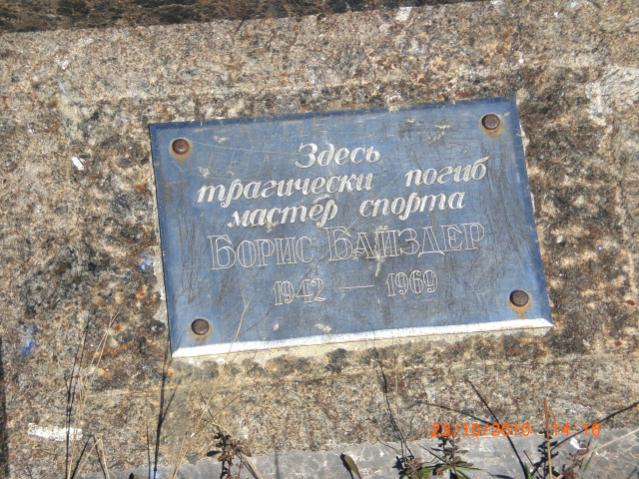 Здесь
трагически погиб
мастер спорта
БОРИС БАЙЗДЕР
1942 — 1969
23/10/2010 14:16